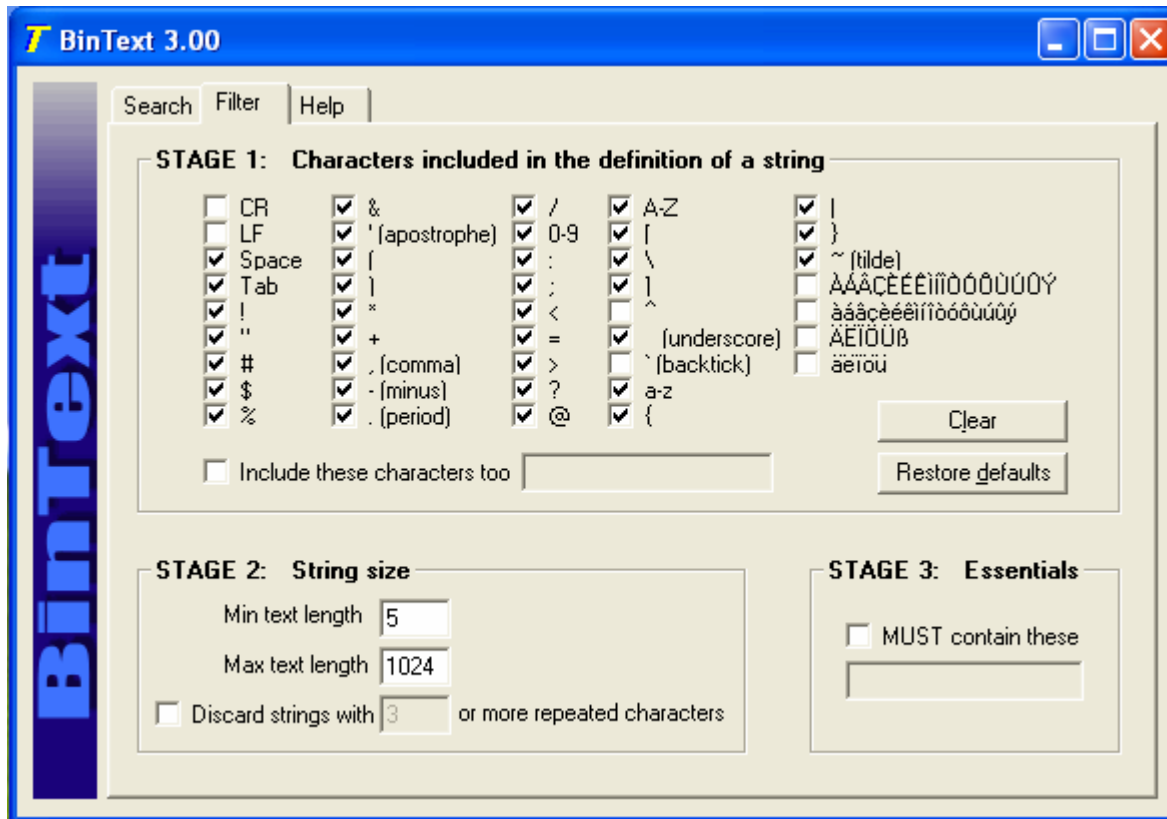 BinText 3.00
Search Filter Help
BinText
STAGE 1: Characters included in the definition of a string
CR & / A-Z |
LF ' (apostrophe) 0-9 [ }
Space ( : \ ~ (tilde)
Tab ) ; ] ÀÁÂÇÈÉÊÌÍÎÒÓÔÙÚÛÝ
! * < ^ àáâçèéêìíîòóôùúûý
" + = _ (underscore) ÄËÏÖÜß
# , (comma) > ` (backtick) äëïöü
$ - (minus) ? a-z
% . (period) @ {
Clear
Include these characters too
Restore defaults
STAGE 2: String size
Min text length 5
Max text length 1024
Discard strings with 3 or more repeated characters
STAGE 3: Essentials
MUST contain these